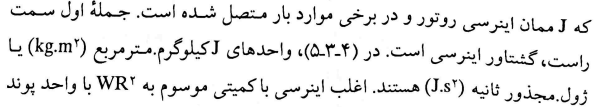 که J ممان اینرسی روتور و در برخی موارد بار متصل شده است. جملهٔ اول سمت
راست، گشتاور اینرسی است. در (۴-۳-۵)، واحدهای J کیلوگرم.مترمربع (kg.m²) یا
ژول.مجذور ثانیه (J.s²) هستند. اغلب اینرسی با کمیتی موسوم به WR² با واحد پوند